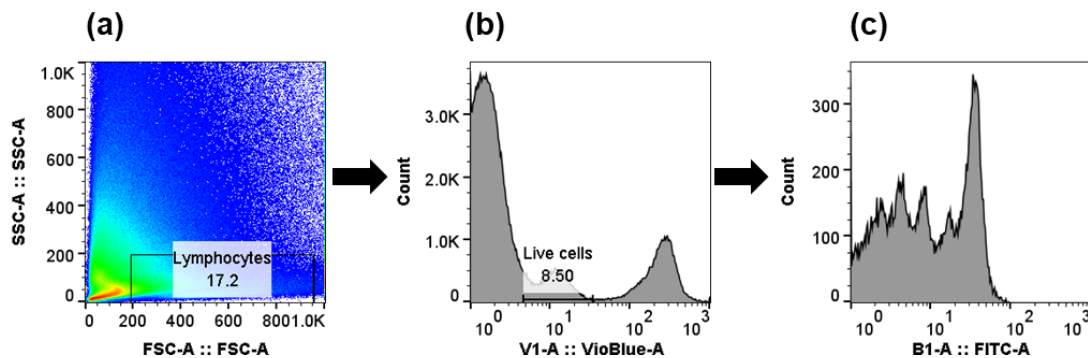 (a)
(b)
(c)
1.0K
800
600
400
200
0
SSC-A :: SSC-A
Lymphocytes
17.2
0 200 400 600 8001.0K
FSC-A :: FSC-A
3.0K
2.0K
1.0K
0
Count
Live cells
8.50
10^0 10^1 10^2 10^3
V1-A :: VioBlue-A
300
200
100
0
Count
10^0 10^1 10^2 10^3
B1-A :: FITC-A